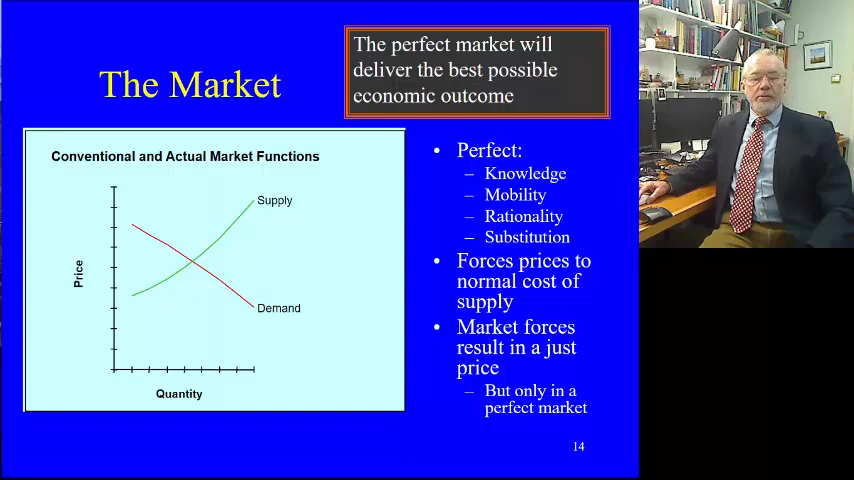 The perfect market will
deliver the best possible
economic outcome
The Market
Conventional and Actual Market Functions
Supply
Demand
Price
Quantity
• Perfect:
– Knowledge
– Mobility
– Rationality
– Substitution
• Forces prices to
normal cost of
supply
• Market forces
result in a just
price
– But only in a
perfect market
14